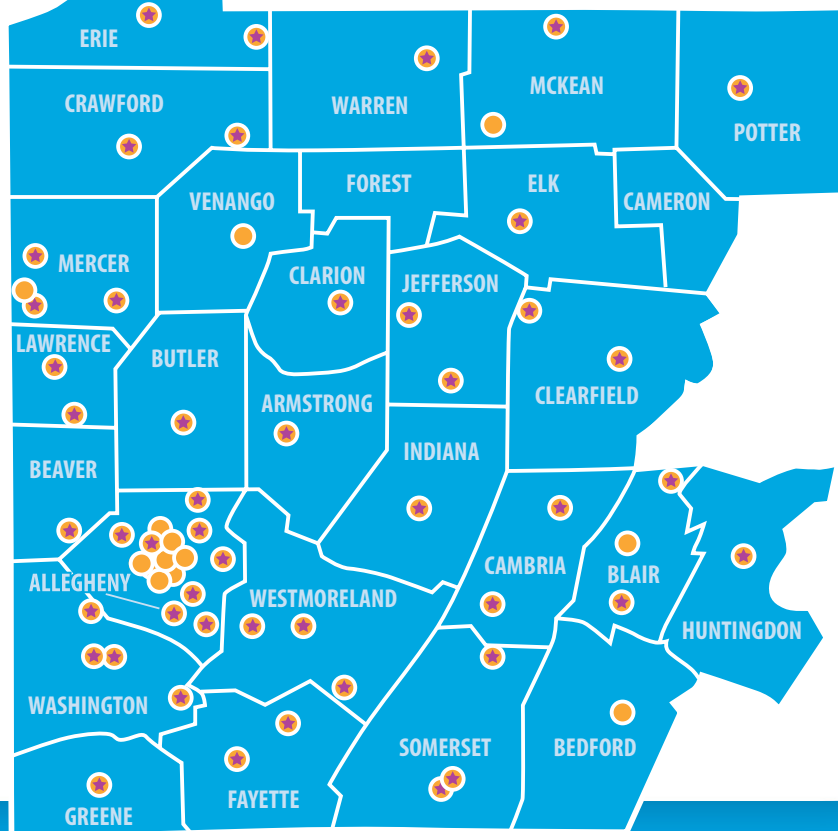 ERIE
CRAWFORD
WARREN
MCKEAN
POTTER
VENANGO
FOREST
ELK
CAMERON
MERCER
CLARION
JEFFERSON
LAWRENCE
BUTLER
ARMSTRONG
CLEARFIELD
BEAVER
INDIANA
ALLEGHENY
WESTMORELAND
CAMBRIA
BLAIR
HUNTINGDON
WASHINGTON
SOMERSET
BEDFORD
GREENE
FAYETTE